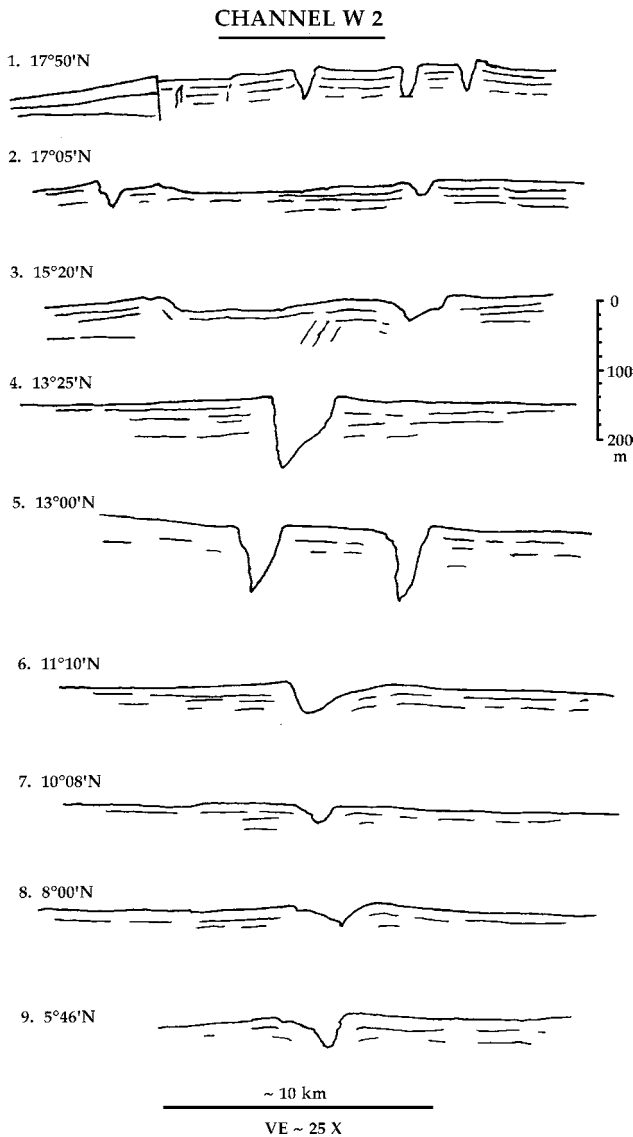 CHANNEL W 2
1. 17°50'N
2. 17°05'N
3. 15°20'N
0
4. 13°25'N
100
200
m
5. 13°00'N
6. 11°10'N
7. 10°08'N
8. 8°00'N
9. 5°46'N
~ 10 km
VE ~ 25 X